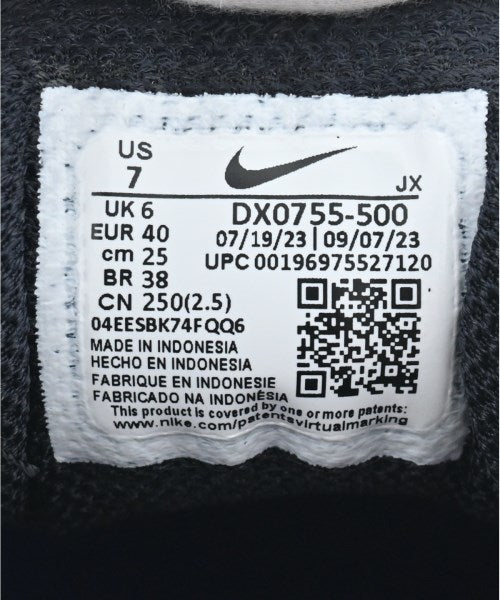 US
7
JX
UK 6
EUR 40
cm 25
BR 38
CN 250(2.5)
DX0755-500
07/19/23 | 09/07/23
UPC 00196975527120
04EESBK74FQQ6
MADE IN INDONESIA
HECHO EN INDONESIA
FABRIQUE EN INDONESIE
FABRICADO NA INDONÉSIA
This product is covered by one or more patents:
www.nike.com/patentsvirtualmarking